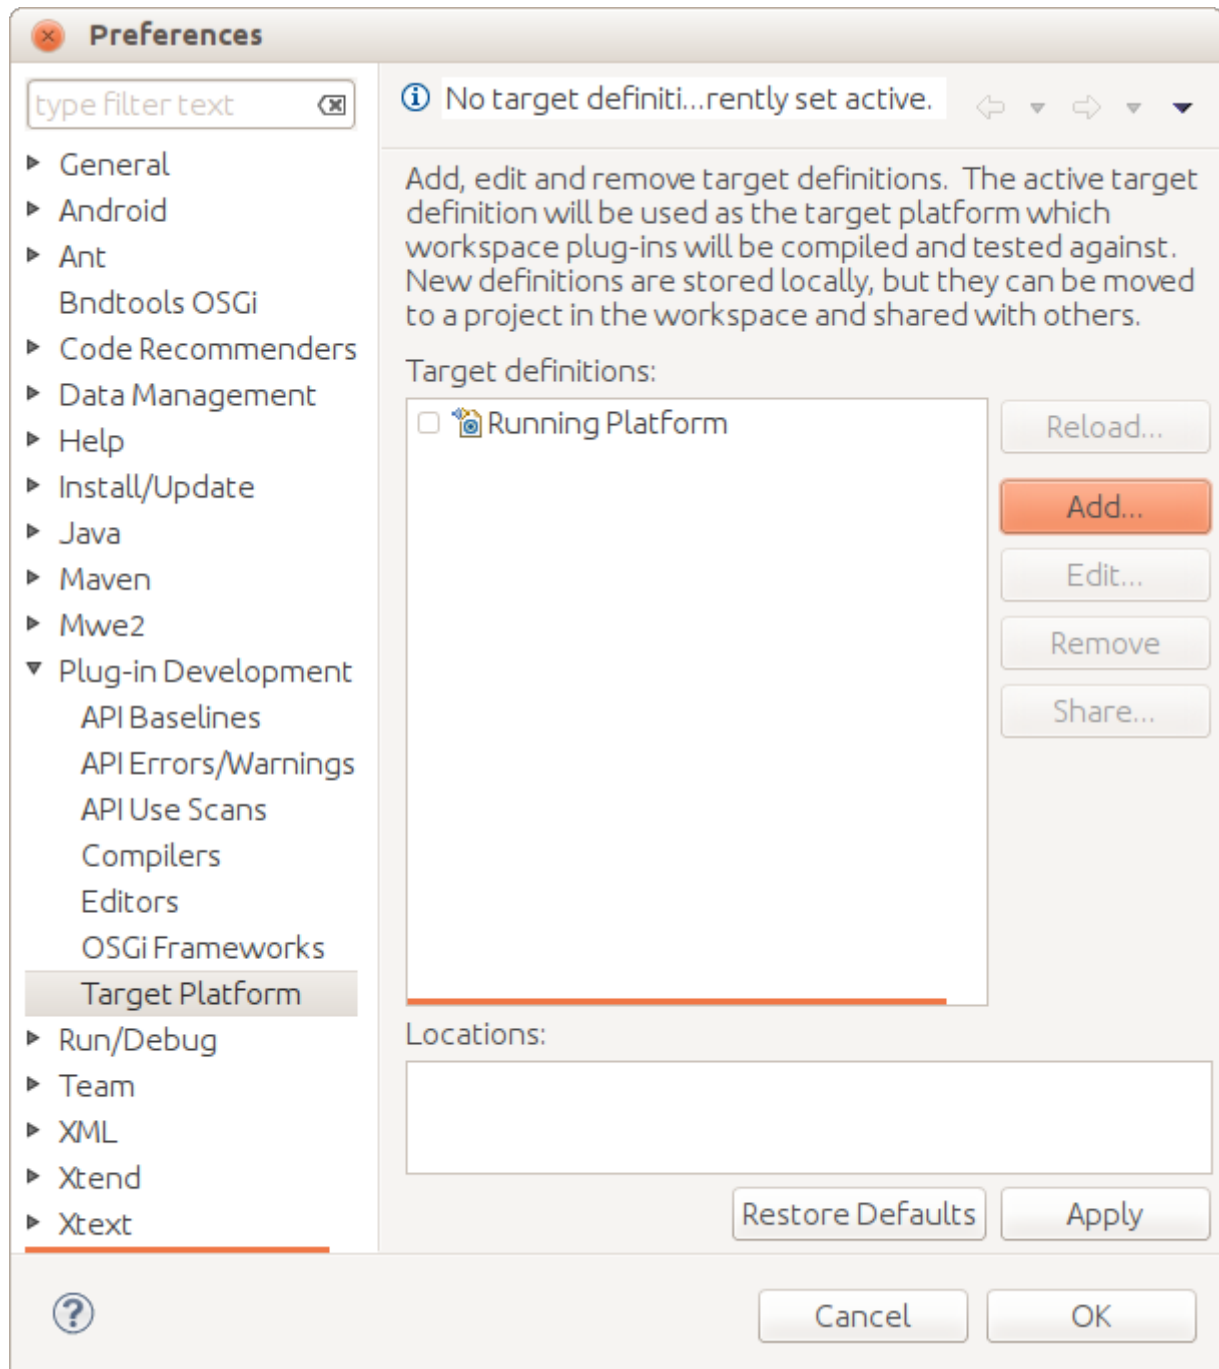 Preferences
type filter text
General
Android
Ant
Bndtools OSGi
Code Recommenders
Data Management
Help
Install/Update
Java
Maven
Mwe2
Plug-in Development
API Baselines
API Errors/Warnings
API Use Scans
Compilers
Editors
OSGi Frameworks
Target Platform
Run/Debug
Team
XML
Xtend
Xtext
No target definiti...rently set active.
Add, edit and remove target definitions.  The active target
definition will be used as the target platform which
workspace plug-ins will be compiled and tested against.
New definitions are stored locally, but they can be moved
to a project in the workspace and shared with others.
Target definitions:
Running Platform
Reload...
Add...
Edit...
Remove
Share...
Locations:
Restore Defaults
Apply
Cancel
OK